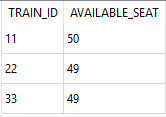 TRAIN_ID AVAILABLE_SEAT
11 50
22 49
33 49